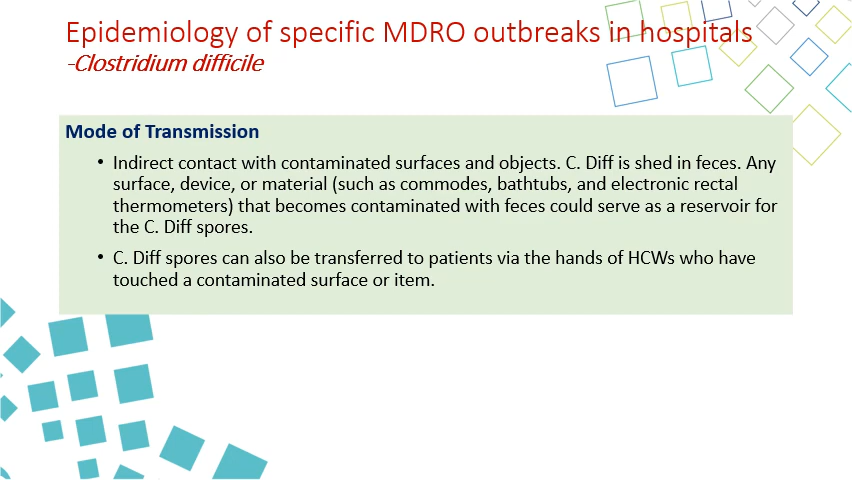 Epidemiology of specific MDRO outbreaks in hospitals
-Clostridium difficile
Mode of Transmission
• Indirect contact with contaminated surfaces and objects. C. Diff is shed in feces. Any
surface, device, or material (such as commodes, bathtubs, and electronic rectal
thermometers) that becomes contaminated with feces could serve as a reservoir for
the C. Diff spores.
• C. Diff spores can also be transferred to patients via the hands of HCWs who have
touched a contaminated surface or item.